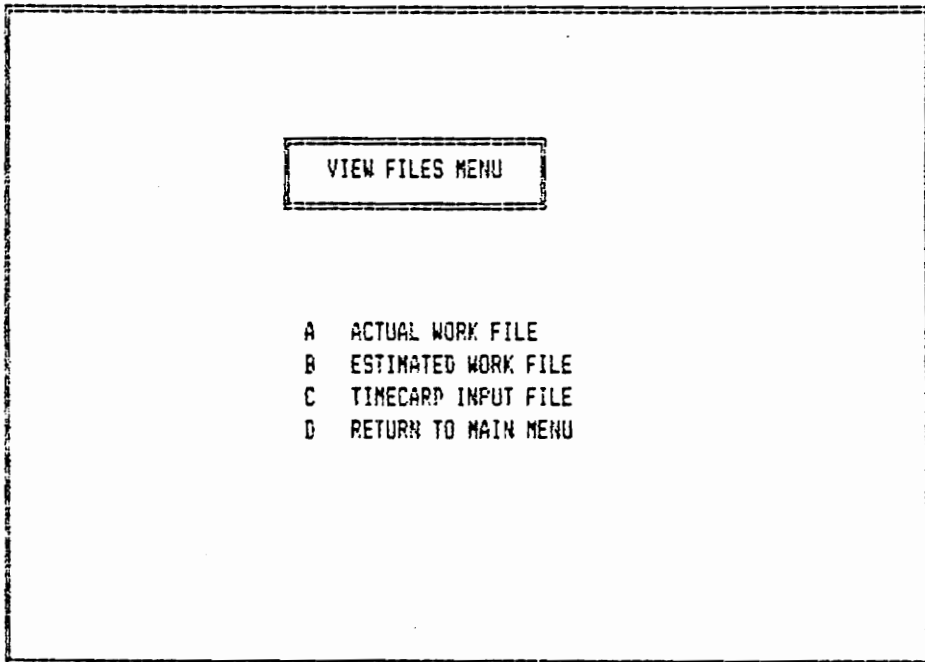 VIEW FILES MENU
A ACTUAL WORK FILE
B ESTIMATED WORK FILE
C TIMECARD INPUT FILE
D RETURN TO MAIN MENU